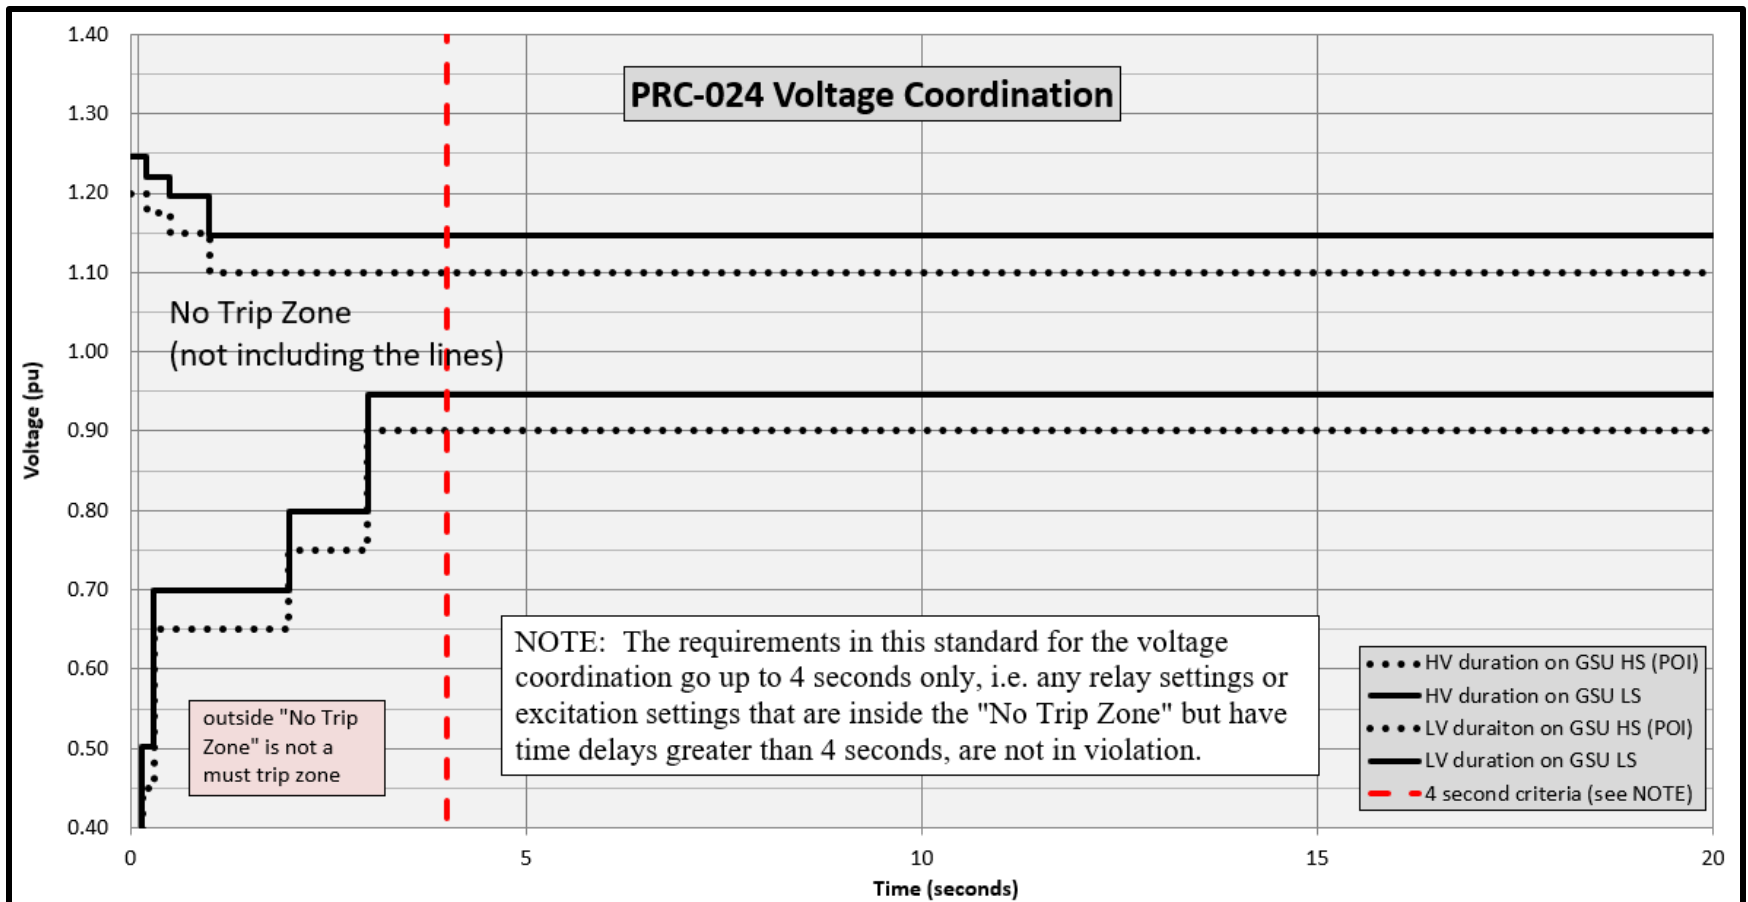 PRC-024 Voltage Coordination
1.40
1.30
1.20
1.10
1.00
0.90
0.80
0.70
0.60
0.50
0.40
Voltage (pu)
No Trip Zone
(not including the lines)
outside "No Trip
Zone" is not a
must trip zone
NOTE: The requirements in this standard for the voltage
coordination go up to 4 seconds only, i.e. any relay settings or
excitation settings that are inside the "No Trip Zone" but have
time delays greater than 4 seconds, are not in violation.
HV duration on GSU HS (POI)
HV duration on GSU LS
LV duraiton on GSU HS (POI)
LV duration on GSU LS
4 second criteria (see NOTE)
0 5 10 15 20
Time (seconds)